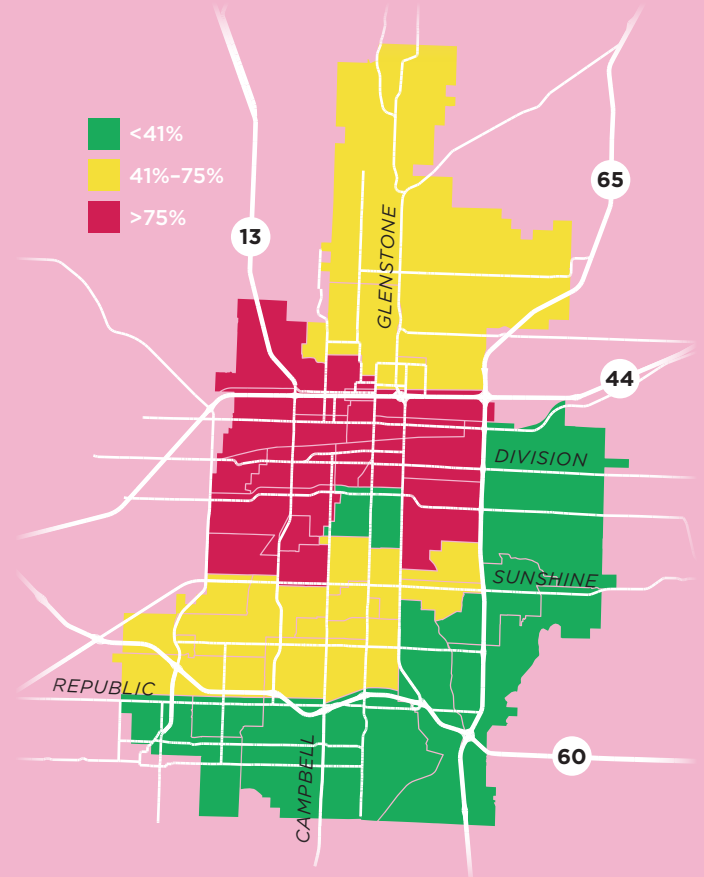 <41%
41%–75%
>75%
65
13
GLENSTONE
44
DIVISION
SUNSHINE
REPUBLIC
CAMPBELL
60